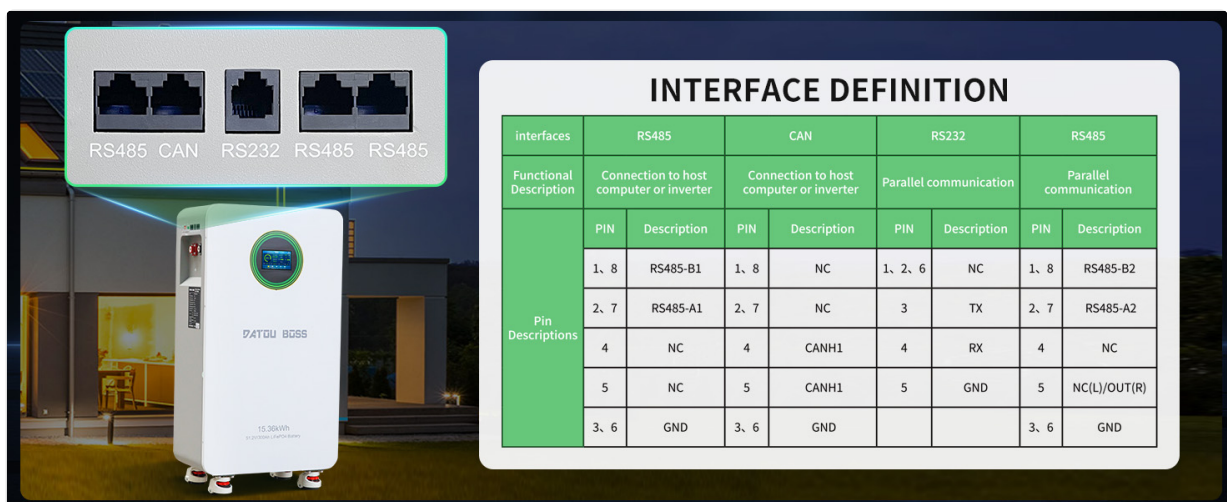 RS485 CAN RS232 RS485 RS485
DATOU BOSS
15.36kWh
INTERFACE DEFINITION
interfaces RS485 CAN RS232 RS485
Functional Description Connection to host computer or inverter Connection to host computer or inverter Parallel communication Parallel communication
Pin Descriptions PIN Description PIN Description PIN Description PIN Description
1、8 RS485-B1 1、8 NC 1、2、6 NC 1、8 RS485-B2
2、7 RS485-A1 2、7 NC 3 TX 2、7 RS485-A2
4 NC 4 CANH1 4 RX 4 NC
5 NC 5 CANH1 5 GND 5 NC(L)/OUT(R)
3、6 GND 3、6 GND 3、6 GND